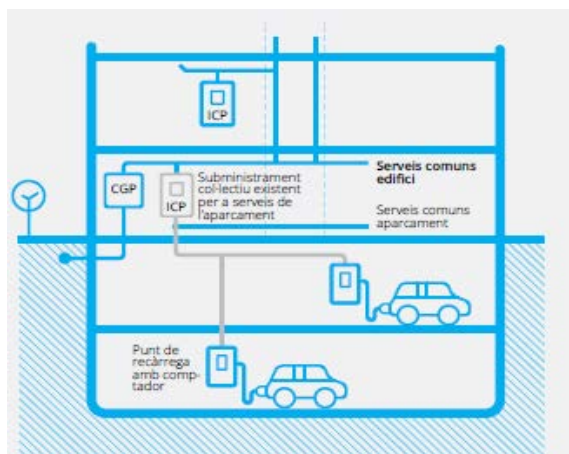 ICP
CGP
ICP
Subministrament
col·lectiu existent
per a serveis de
l'aparcament
Serveis comuns
edifici
Serveis comuns
aparcament
Punt de
recàrrega
amb comp-
tador